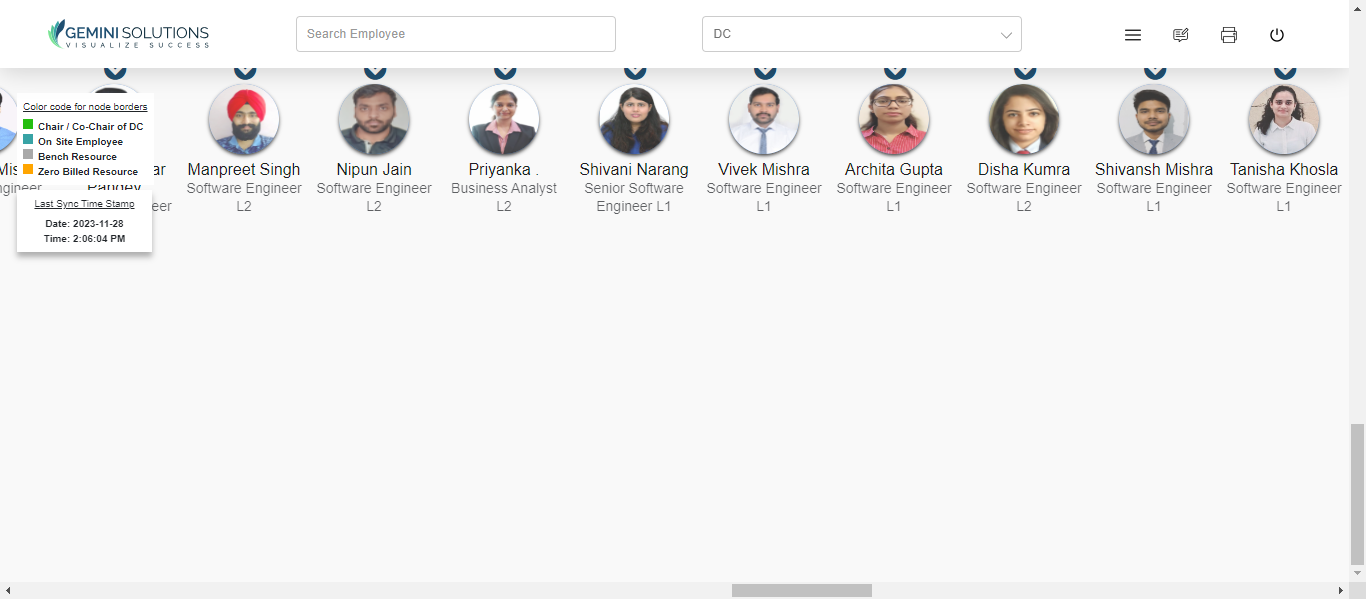 GEMINI SOLUTIONS
VISUALIZE SUCCESS
Search Employee
DC
Color code for node borders
Chair / Co-Chair of DC
On Site Employee
Bench Resource
Zero Billed Resource
Last Sync Time Stamp
Date: 2023-11-28
Time: 2:06:04 PM
Pandey
Manpreet Singh
Software Engineer
L2
Nipun Jain
Software Engineer
L2
Priyanka .
Business Analyst
L2
Shivani Narang
Senior Software
Engineer L1
Vivek Mishra
Software Engineer
L1
Archita Gupta
Software Engineer
L1
Disha Kumra
Software Engineer
L2
Shivansh Mishra
Software Engineer
L1
Tanisha Khosla
Software Engineer
L1